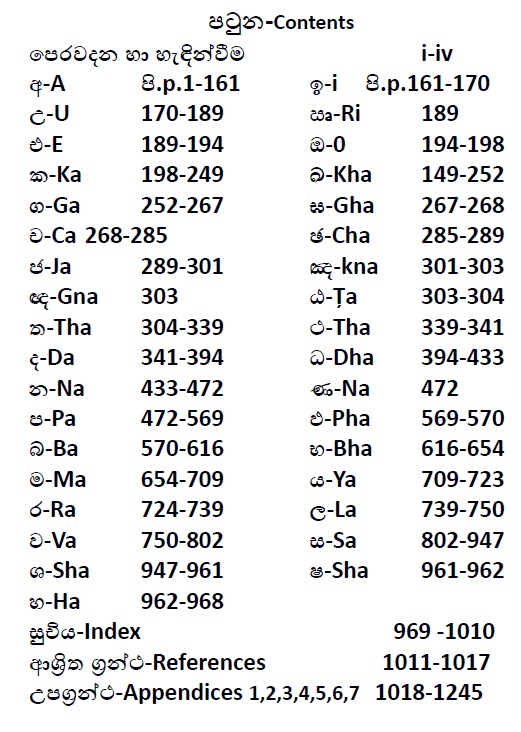 පටුන-Contents
පෙරවදන හා හැඳින්වීම i-iv
අ-A පි.p.1-161 ඉ-i පි.p.161-170
උ-U 170-189 ඍ-Ri 189
එ-E 189-194 ඔ-0 194-198
ක-Ka 198-249 ඛ-Kha 149-252
ග-Ga 252-267 ඝ-Gha 267-268
ච-Ca 268-285 ඡ-Cha 285-289
ජ-Ja 289-301 ඤ-kna 301-303
ඥ-Gna 303 ඨ-Ṭa 303-304
ත-Tha 304-339 ථ-Tha 339-341
ද-Da 341-394 ධ-Dha 394-433
න-Na 433-472 ණ-Na 472
ප-Pa 472-569 ඵ-Pha 569-570
බ-Ba 570-616 භ-Bha 616-654
ම-Ma 654-709 ය-Ya 709-723
ර-Ra 724-739 ල-La 739-750
ව-Va 750-802 ස-Sa 802-947
ශ-Sha 947-961 ෂ-Sha 961-962
හ-Ha 962-968
සුචිය-Index 969 -1010
ආශ්‍රිත ග්‍රන්ථ-References 1011-1017
උපග්‍රන්ථ-Appendices 1,2,3,4,5,6,7 1018-1245